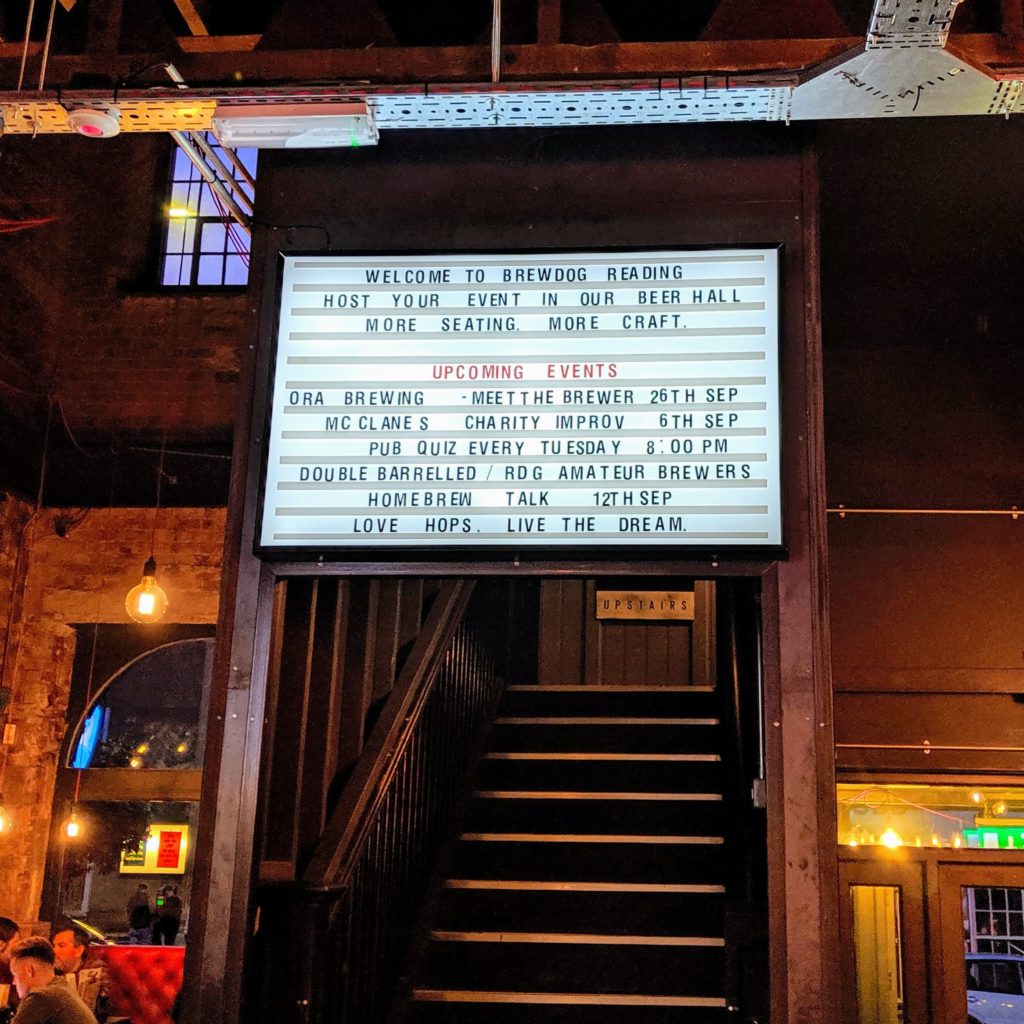 WELCOME TO BREWDOG READING
HOST YOUR EVENT IN OUR BEER HALL
MORE SEATING. MORE CRAFT.
UPCOMING EVENTS
ORA BREWING - MEET THE BREWER 26TH SEP
MCCLANES CHARITY IMPROV 6TH SEP
PUB QUIZ EVERY TUESDAY 8:00 PM
DOUBLE BARRELLED / RDG AMATEUR BREWERS
HOMEBREW TALK 12TH SEP
LOVE HOPS. LIVE THE DREAM.
UPSTAIRS